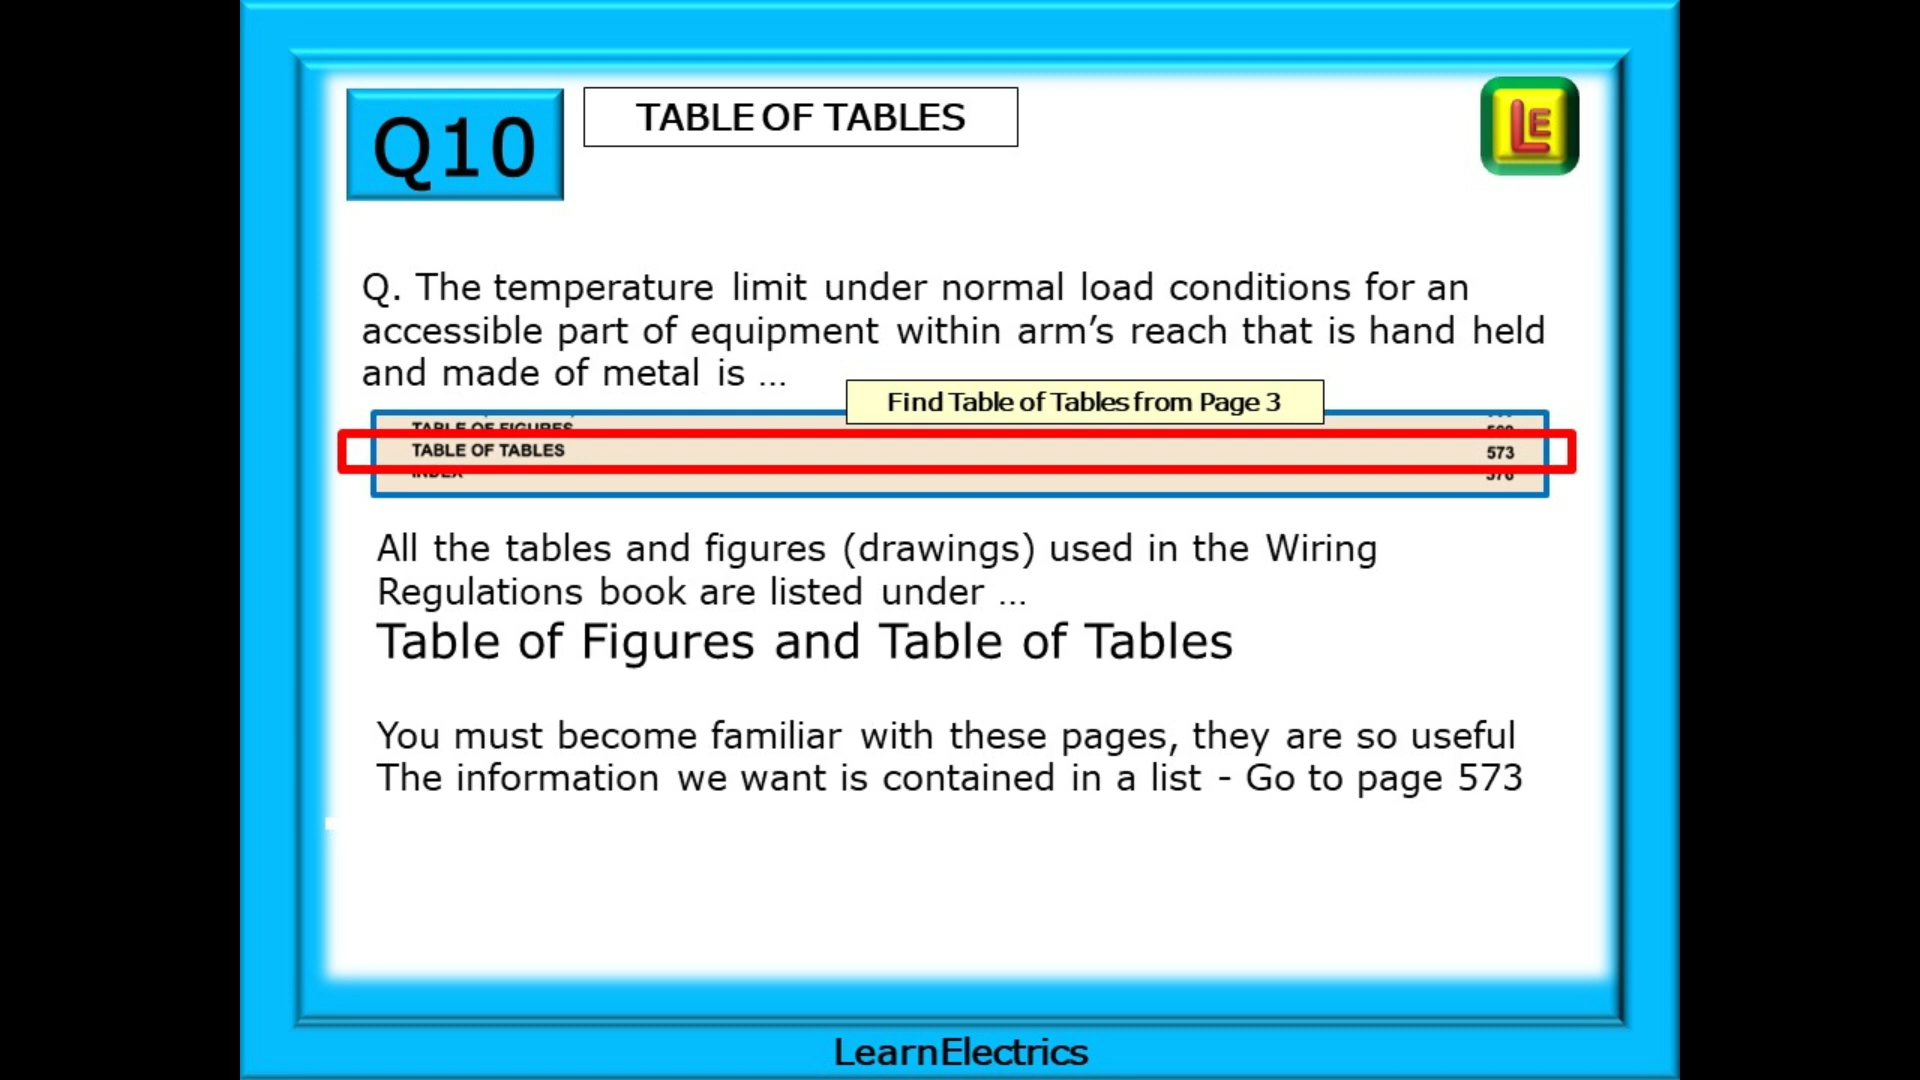 Q10
TABLE OF TABLES
LE
Q. The temperature limit under normal load conditions for an
accessible part of equipment within arm’s reach that is hand held
and made of metal is ...
Find Table of Tables from Page 3
TABLE OF FIGURES
TABLE OF TABLES 573
INDEX
All the tables and figures (drawings) used in the Wiring
Regulations book are listed under ...
Table of Figures and Table of Tables
You must become familiar with these pages, they are so useful
The information we want is contained in a list - Go to page 573
LearnElectrics